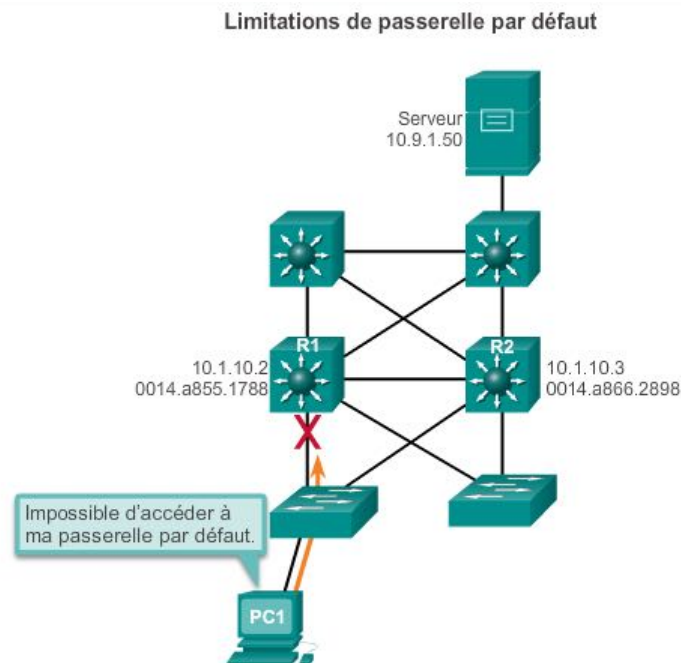 Limitations de passerelle par défaut
Serveur
10.9.1.50
R1
R2
10.1.10.2
0014.a855.1788
10.1.10.3
0014.a866.2898
Impossible d'accéder à
ma passerelle par défaut.
PC1